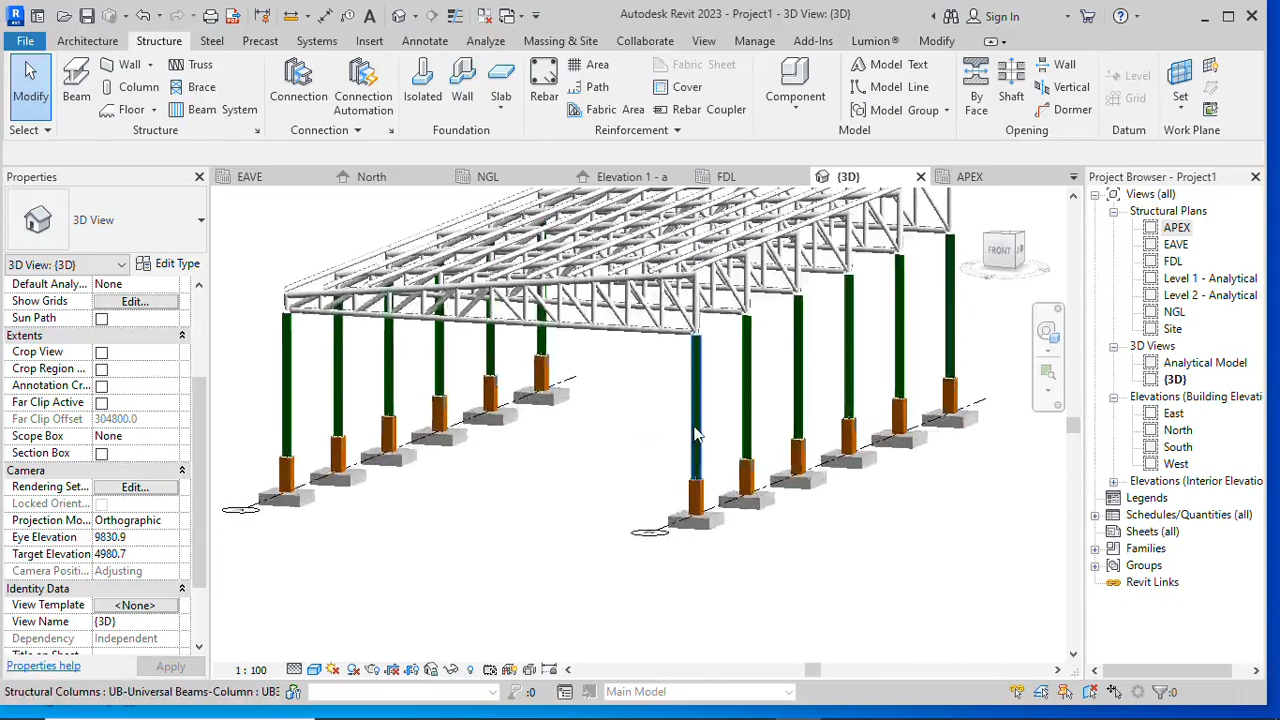 Autodesk Revit 2023 - Project1 - 3D View: {3D}
Sign In
File Architecture Structure Steel Precast Systems Insert Annotate Analyze Massing & Site Collaborate View Manage Add-Ins Lumion® Modify
Modify
Select
Beam
Wall
Column
Floor
Truss
Brace
Beam System
Structure
Connection
Connection Automation
Connection
Isolated
Wall
Slab
Foundation
Rebar
Area
Path
Fabric Area
Fabric Sheet
Cover
Rebar Coupler
Reinforcement
Component
Model Text
Model Line
Model Group
Model
By Face
Shaft
Wall
Vertical
Dormer
Opening
Level
Grid
Datum
Set
Work Plane
Properties
3D View
3D View: {3D} Edit Type
Default Analy... None
Show Grids Edit...
Sun Path
Extents
Crop View
Crop Region ...
Annotation Cr...
Far Clip Active
Far Clip Offset 304800.0
Scope Box None
Section Box
Camera
Rendering Set... Edit...
Locked Orient...
Projection Mo... Orthographic
Eye Elevation 9830.9
Target Elevation 4980.7
Camera Positi... Adjusting
Identity Data
View Template <None>
View Name {3D}
Dependency Independent
Title on Sheet
Properties help Apply
EAVE North NGL Elevation 1 - a FDL {3D} APEX
FRONT
1 : 100
Project Browser - Project1
Views (all)
Structural Plans
APEX
EAVE
FDL
Level 1 - Analytical
Level 2 - Analytical
NGL
Site
3D Views
Analytical Model
{3D}
Elevations (Building Elevati
East
North
South
West
Elevations (Interior Elevatio
Legends
Schedules/Quantities (all)
Sheets (all)
Families
Groups
Revit Links
Structural Columns : UB-Universal Beams-Column : UB3
:0
Main Model
:0